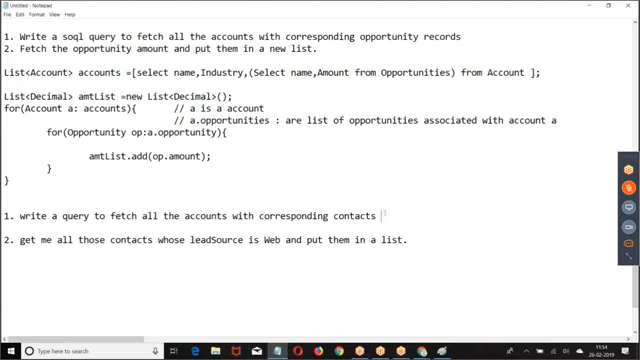 Untitled - Notepad
File Edit Format View Help
1. Write a soql query to fetch all the accounts with corresponding opportunity records
2. Fetch the opportunity amount and put them in a new list.
List<Account> accounts =[select name,Industry,(Select name,Amount from Opportunities) from Account ];
List<Decimal> amtList =new List<Decimal>();
for(Account a: accounts){ // a is a account
// a.opportunities : are list of opportunities associated with account a
for(Opportunity op:a.opportunity){
amtList.add(op.amount);
}
}
1. write a query to fetch all the accounts with corresponding contacts
2. get me all those contacts whose leadSource is Web and put them in a list.
Type here to search
11:54
26-02-2019